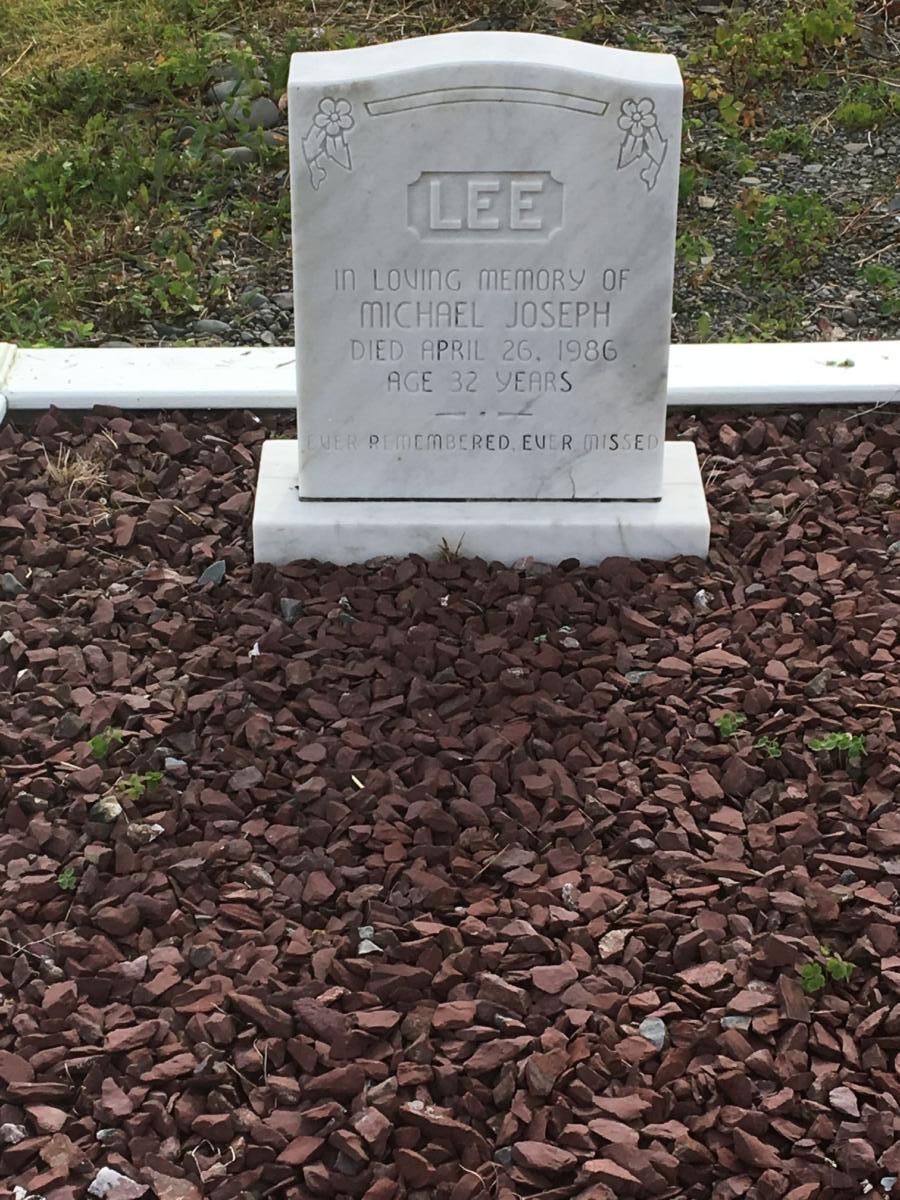 LEE
IN LOVING MEMORY OF
MICHAEL JOSEPH
DIED APRIL 26, 1986
AGE 32 YEARS
EVER REMEMBERED, EVER MISSED